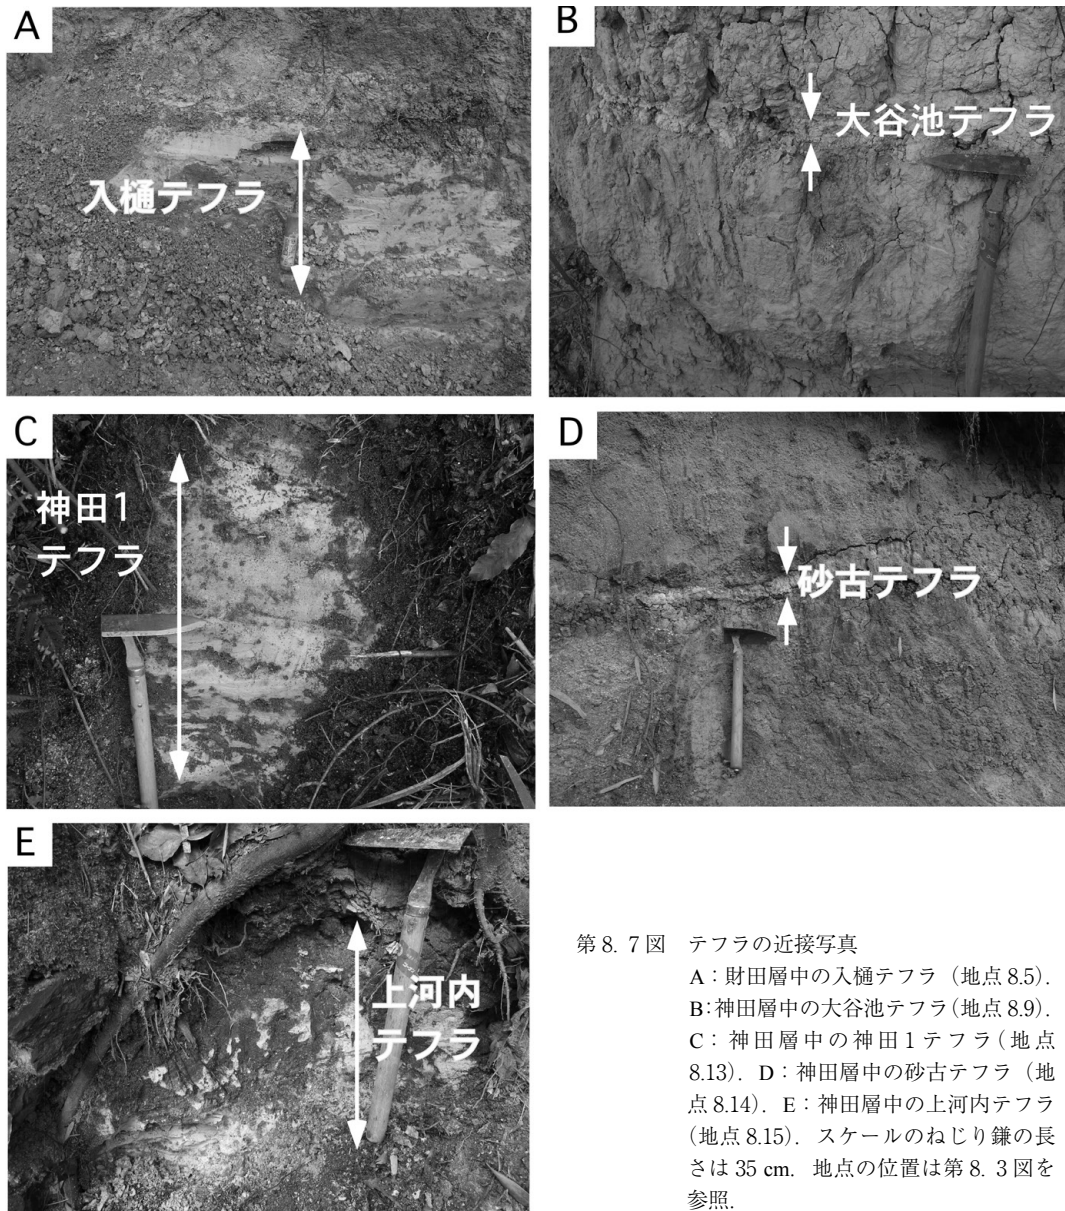 A
入樋テフラ
B
大谷池テフラ
C
神田1
テフラ
D
砂古テフラ
E
上河内
テフラ
第 8. 7 図 テフラの近接写真
A：財田層中の入樋テフラ（地点 8.5）.
B：神田層中の大谷池テフラ（地点 8.9）.
C：神田層中の神田 1 テフラ（地点
8.13）. D：神田層中の砂古テフラ（地
点 8.14）. E：神田層中の上河内テフラ
（地点 8.15）. スケールのねじり鎌の長
さは 35 cm. 地点の位置は第 8. 3 図を
参照.